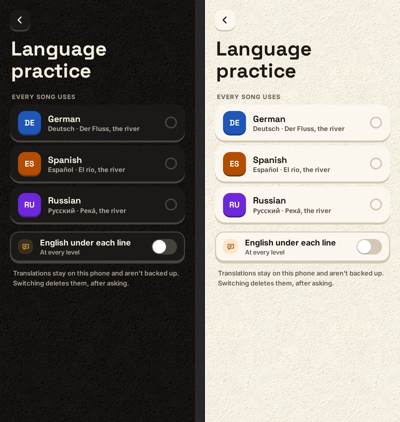 Language
practice
EVERY SONG USES
DE
German
Deutsch · Der Fluss, the river
ES
Spanish
Español · El río, the river
RU
Russian
Русский · Река́, the river
English under each line
At every level
Translations stay on this phone and aren't backed up.
Switching deletes them, after asking.
Language
practice
EVERY SONG USES
DE
German
Deutsch · Der Fluss, the river
ES
Spanish
Español · El río, the river
RU
Russian
Русский · Река́, the river
English under each line
At every level
Translations stay on this phone and aren't backed up.
Switching deletes them, after asking.